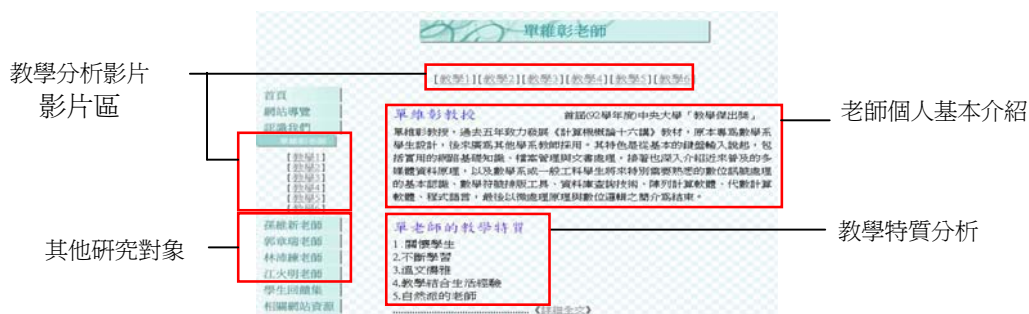 單維彰老師
教學分析影片
影片區
【教學1】【教學2】【教學3】【教學4】【教學5】【教學6】
首頁
網站導覽
認識我們
單維彰老師
【教學1】
【教學2】
【教學3】
【教學4】
【教學5】
【教學6】
孫維新老師
林沛練老師
江火明老師
學生回饋集
相關網站資源
其他研究對象
單維彰教授 首屆(92學年度)中央大學「教學傑出獎」
單維彰教授，過去五年致力發展《計算機概論十六講》教材，原本專為數學系
學生設計，後來廣為其他學系教師採用。其特色是從基本的鍵盤輸入說起，包
括實用的網路基礎知識、檔案管理與文書處理，接著也深入介紹近來普及的多
媒體資料原理，以及數學系或一般工科學生將來特別需要熟悉的數位訊號處理
的基本認識、數學符號排版工具、資料庫查詢技術、陣列計算軟體、代數計算
軟體、程式語言，最後以微處理原理與數位邏輯之簡介為結束。
老師個人基本介紹
單老師的教學特質
1.關懷學生
2.不斷學習
3.溫文儒雅
4.教學結合生活經驗
5.自然派的老師
《詳細全文》
教學特質分析